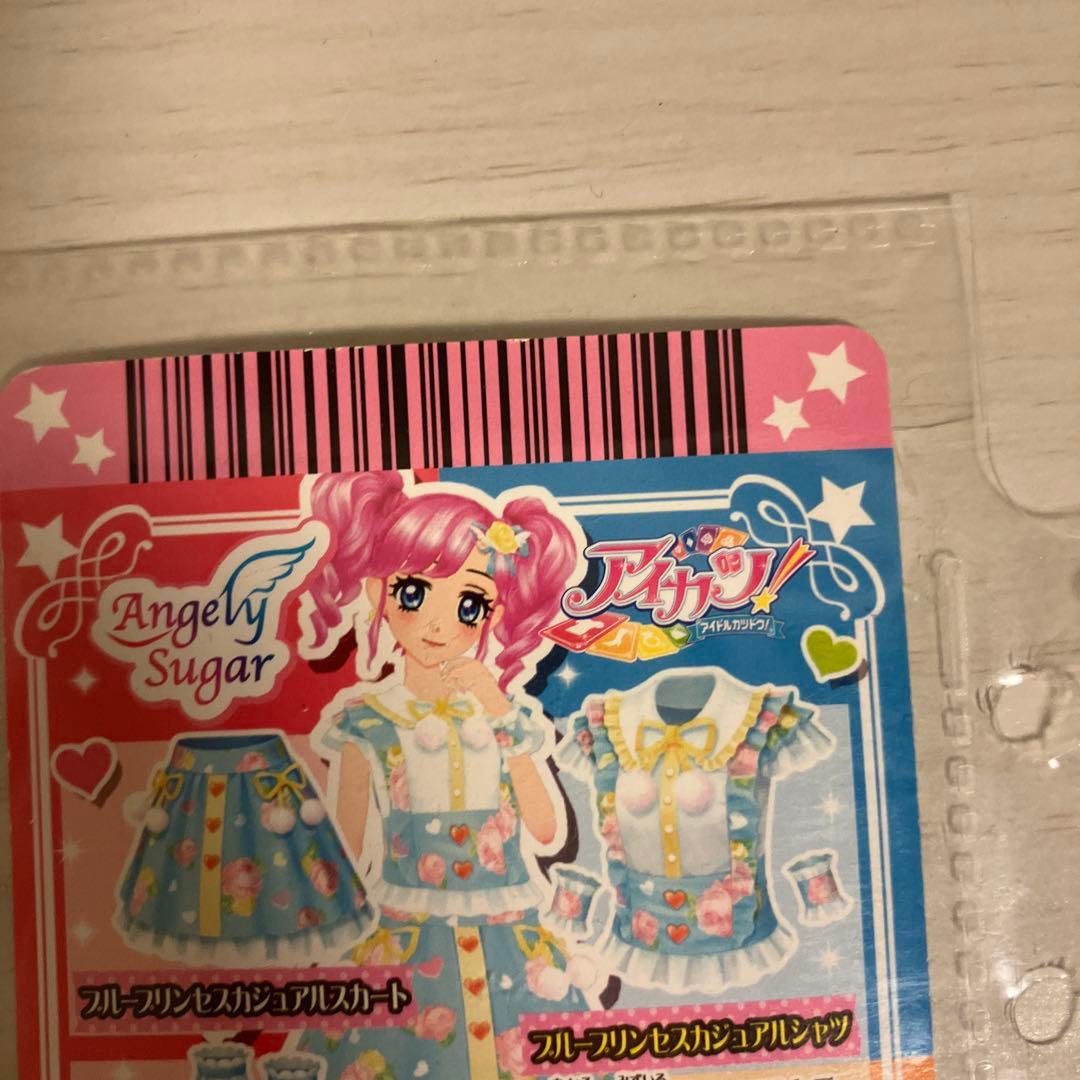 Angely
Sugar
アイカツ!
アイドルカツドウ!
ブループリンセスカジュアルスカート
ブループリンセスカジュアルシャツ